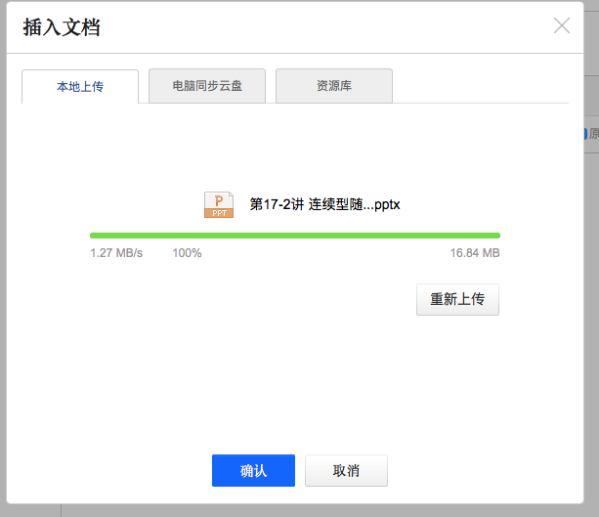 插入文档
本地上传 电脑同步云盘 资源库
原
PPT 第17-2讲 连续型随...pptx
1.27 MB/s 100% 16.84 MB
重新上传
确认 取消